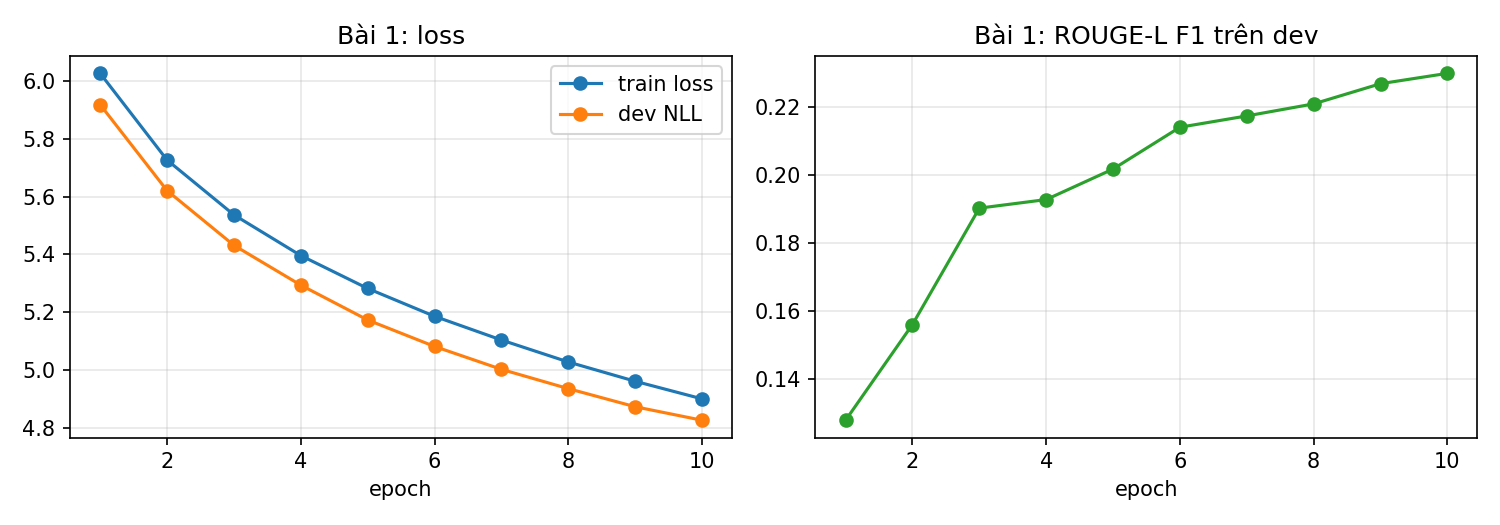 Bài 1: loss
6.0
5.8
5.6
5.4
5.2
5.0
4.8
2 4 6 8 10
epoch
train loss
dev NLL
Bài 1: ROUGE-L F1 trên dev
0.22
0.20
0.18
0.16
0.14
2 4 6 8 10
epoch